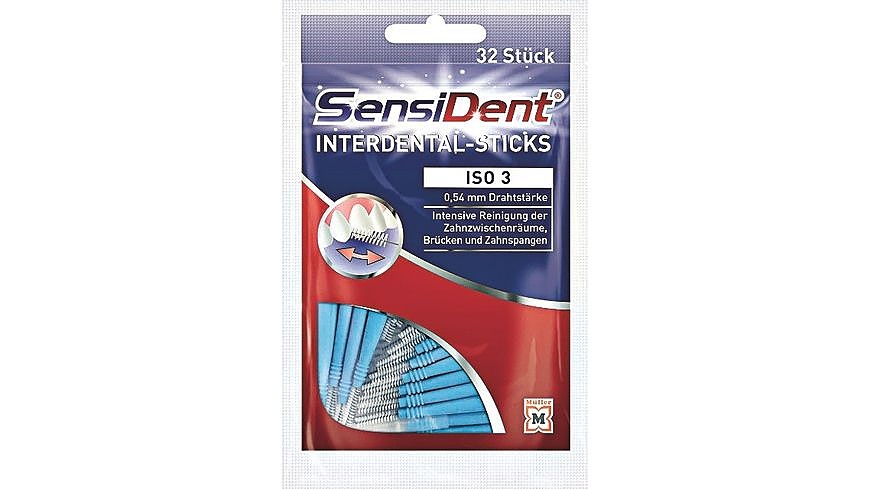 32 Stück
SensiDent®
INTERDENTAL-STICKS
ISO 3
0,54 mm Drahtstärke
Intensive Reinigung der
Zahnzwischenräume,
Brücken und Zahnspangen
Müller
M